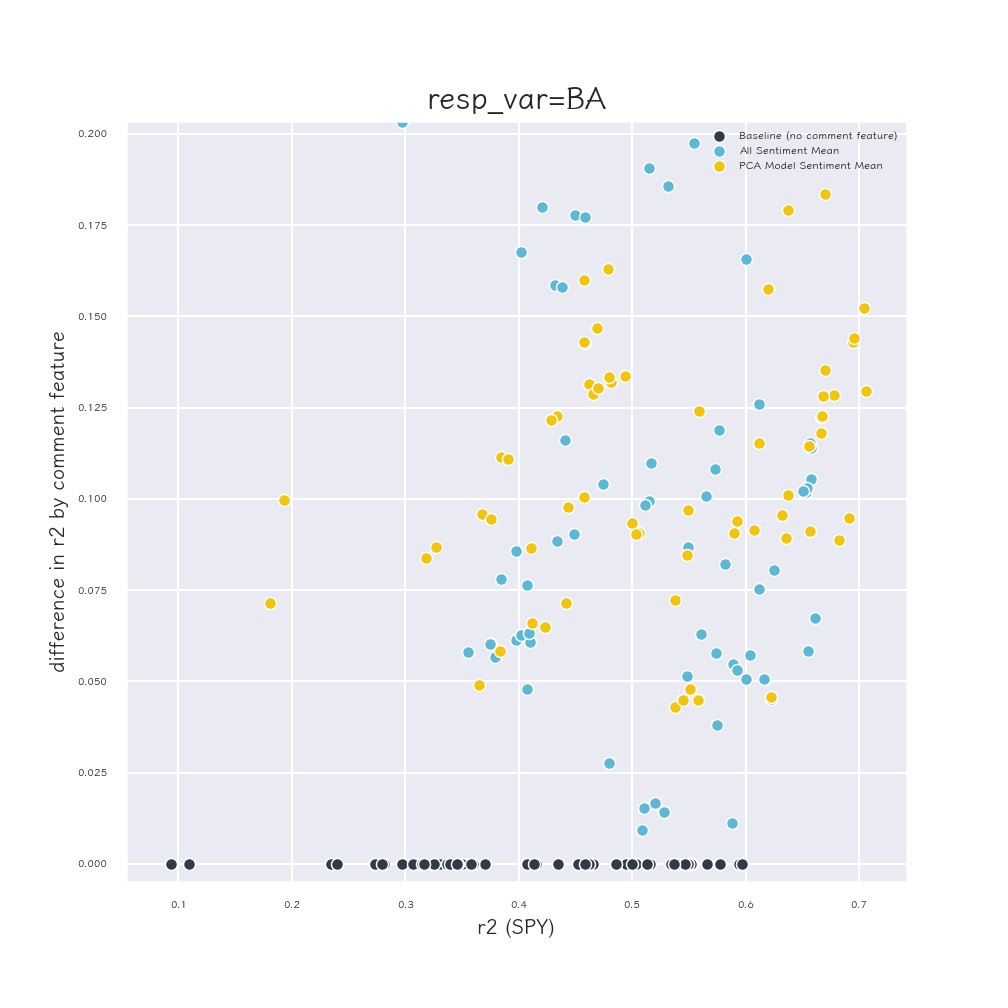 resp_var=BA
Baseline (no comment feature)
All Sentiment Mean
PCA Model Sentiment Mean
difference in r2 by comment feature
0.200
0.175
0.150
0.125
0.100
0.075
0.050
0.025
0.000
0.1 0.2 0.3 0.4 0.5 0.6 0.7
r2 (SPY)